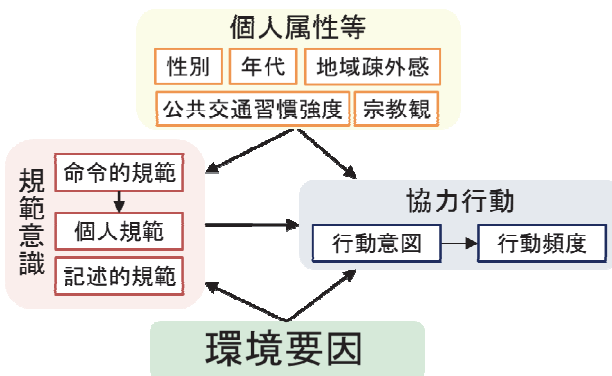 個人属性等
性別 年代 地域疎外感
公共交通習慣強度 宗教観
規範意識
命令的規範
個人規範
記述的規範
協力行動
行動意図 行動頻度
環境要因